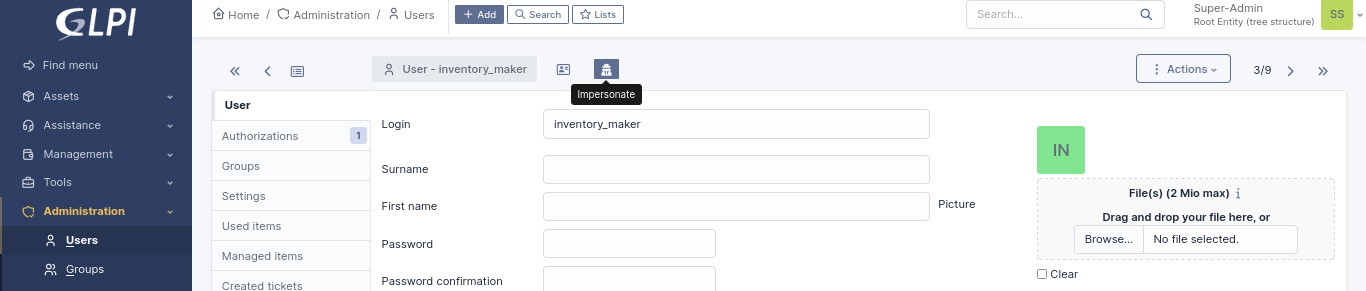 GLPI
Home / Administration / Users
+ Add
Search
Lists
Search...
Super-Admin
Root Entity (tree structure)
SS
Find menu
Assets
Assistance
Management
Tools
Administration
Users
Groups
User - inventory_maker
Impersonate
Actions
3/9
User
Authorizations 1
Groups
Settings
Used items
Managed items
Created tickets
Login inventory_maker
Surname
First name
Password
Password confirmation
Picture
IN
File(s) (2 Mio max) i
Drag and drop your file here, or
Browse... No file selected.
Clear